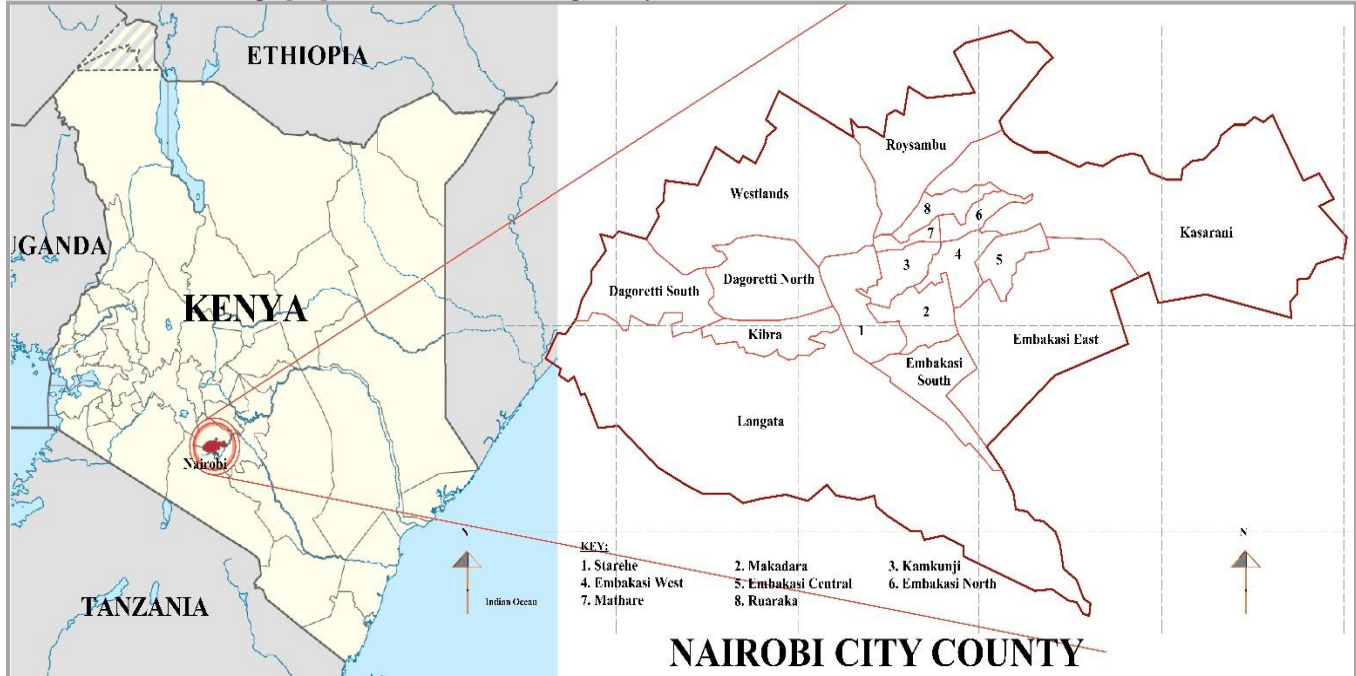 ETHIOPIA
UGANDA
KENYA
Nairobi
TANZANIA
N
Indian Ocean
Roysambu
Westlands
8
6
7
Kasarani
3
4
5
Dagoretti South
Dagoretti North
2
1
Kibra
Embakasi East
Embakasi
South
Langata
N
KEY:
1. Starehe 2. Makadara 3. Kamkunji
4. Embakasi West 5. Embakasi Central 6. Embakasi North
7. Mathare 8. Ruaraka
NAIROBI CITY COUNTY